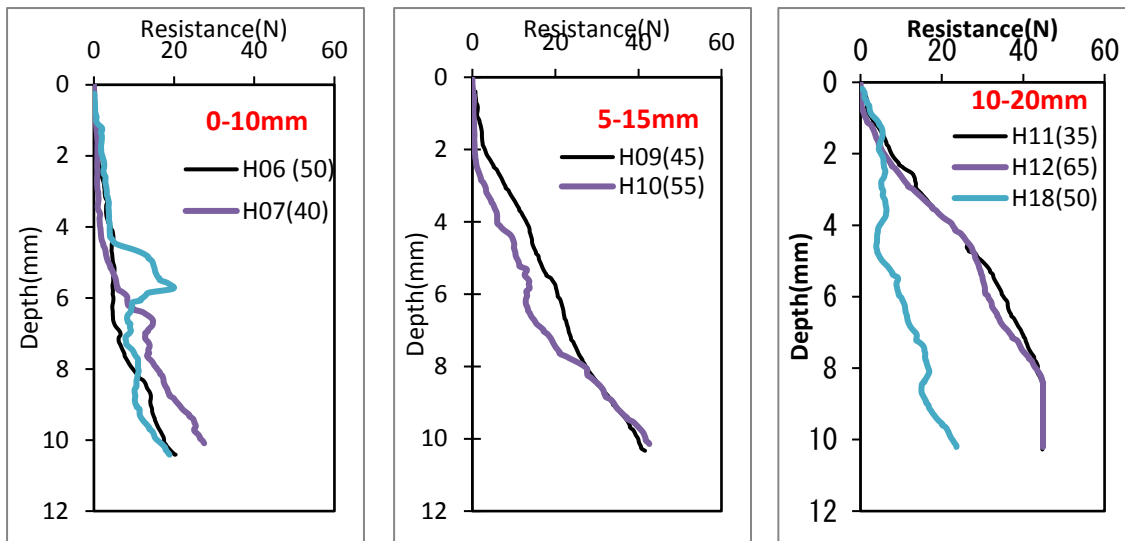 Resistance(N)
0 20 40 60
0
2
4
6
8
10
12
Depth(mm)
0-10mm
H06 (50)
H07(40)
Resistance(N)
0 20 40 60
0
2
4
6
8
10
12
Depth(mm)
5-15mm
H09(45)
H10(55)
Resistance(N)
0 20 40 60
0
2
4
6
8
10
12
Depth(mm)
10-20mm
H11(35)
H12(65)
H18(50)